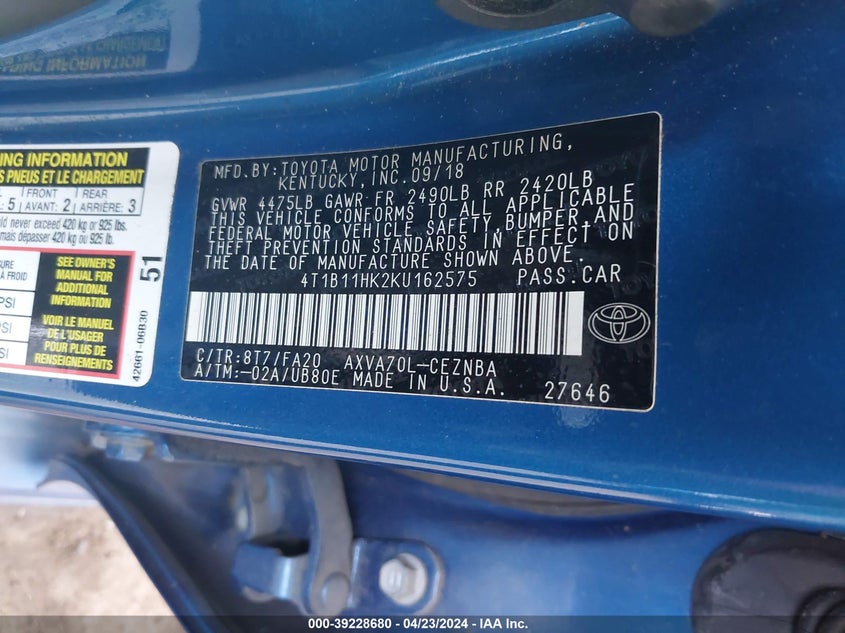 NING INFORMATION
PNEUS ET LE CHARGEMENT
: 5 FRONT AVANT: 2 REAR ARRIÈRE: 3
never exceed 420 kg or 925 lbs.
jamais dépasser 420 kg ou 925 lb.
À FROID
PSI
PSI
SEE OWNER'S
MANUAL FOR
ADDITIONAL
INFORMATION
VOIR LE MANUEL
DE L'USAGER
POUR PLUS DE
RENSEIGNEMENTS
51
42661-06B30
MFD.BY:TOYOTA MOTOR MANUFACTURING,
KENTUCKY, INC.09/18
GVWR 4475LB GAWR:FR 2490LB RR 2420LB
THIS VEHICLE CONFORMS TO ALL APPLICABLE
FEDERAL MOTOR VEHICLE SAFETY,BUMPER,AND
THEFT PREVENTION STANDARDS IN EFFECT ON
THE DATE OF MANUFACTURE SHOWN ABOVE.
4T1B11HK2KU162575 PASS.CAR
C/TR:8T7/FA20 AXVA70L-CEZNBA
A/TM:-02A/UB80E MADE IN U.S.A.
27646
000-39228680 - 04/23/2024 - IAA Inc.